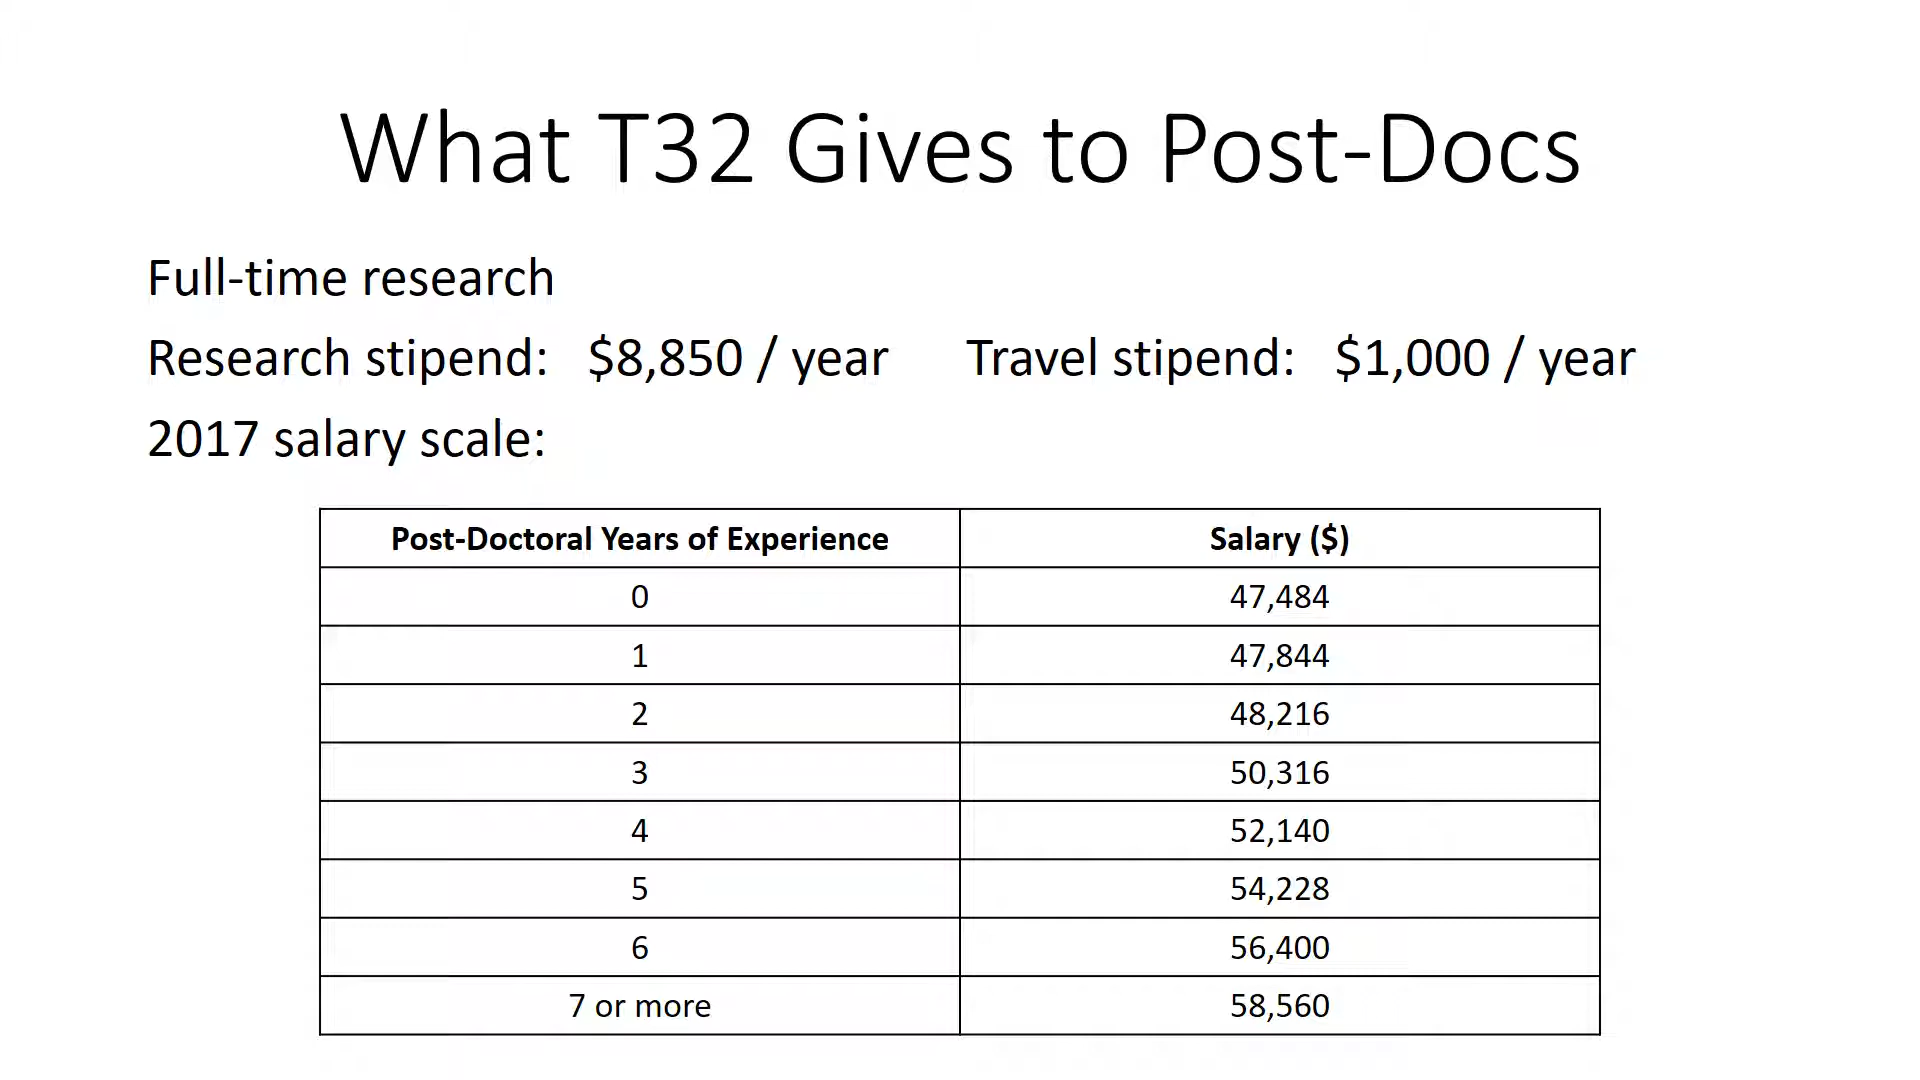 What T32 Gives to Post-Docs
Full-time research
Research stipend: $8,850 / year Travel stipend: $1,000 / year
2017 salary scale:
Post-Doctoral Years of Experience Salary ($)
0 47,484
1 47,844
2 48,216
3 50,316
4 52,140
5 54,228
6 56,400
7 or more 58,560